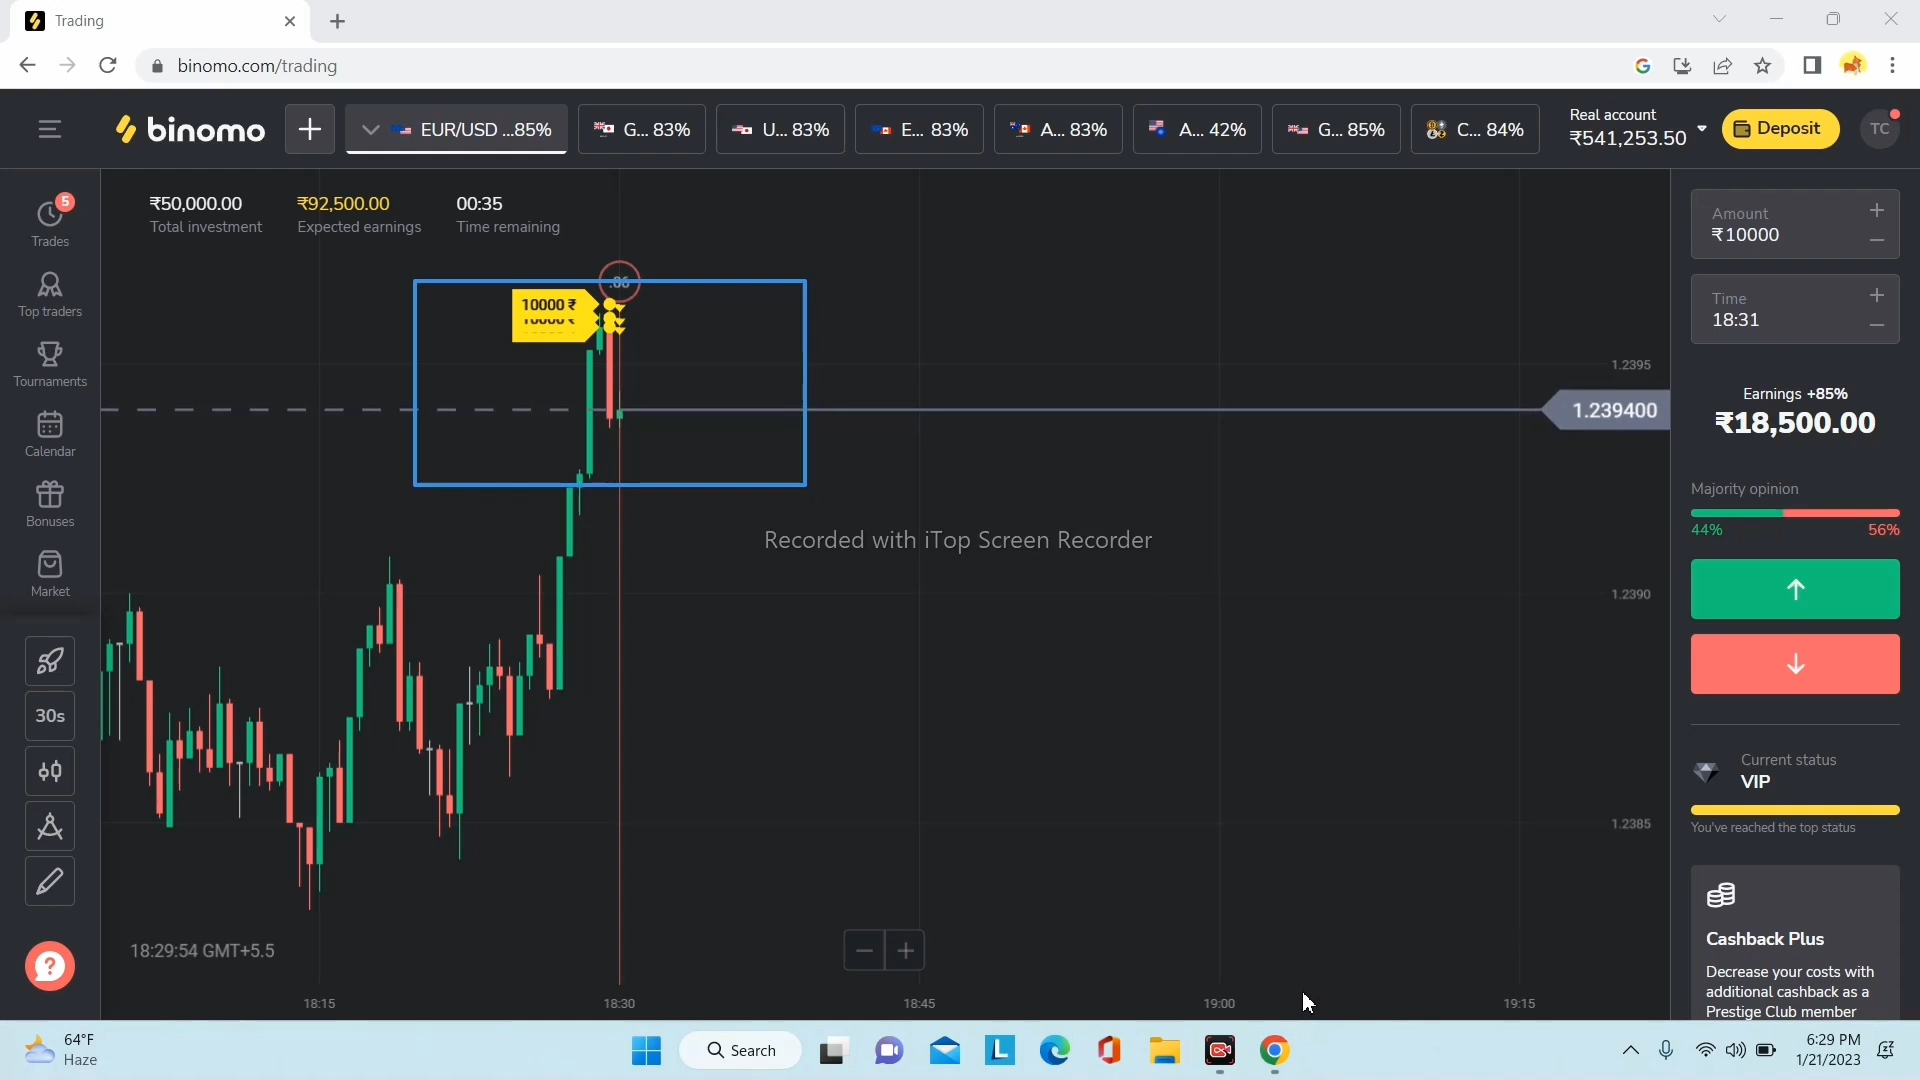 Trading
binomo.com/trading
binomo
EUR/USD ...85%
G... 83%
U... 83%
E... 83%
A... 83%
A... 42%
G... 85%
C... 84%
Real account
₹541,253.50
Deposit
TC
5
Trades
Top traders
Tournaments
Calendar
Bonuses
Market
30s
₹50,000.00
Total investment
₹92,500.00
Expected earnings
00:35
Time remaining
:06
10000 ₹
10000 ₹
1.2395
1.239400
1.2390
1.2385
Recorded with iTop Screen Recorder
18:29:54 GMT+5.5
18:15
18:30
18:45
19:00
19:15
Amount
₹10000
Time
18:31
Earnings +85%
₹18,500.00
Majority opinion
44%
56%
Current status
VIP
You've reached the top status
Cashback Plus
Decrease your costs with
additional cashback as a
Prestige Club member
64°F
Haze
Search
6:29 PM
1/21/2023